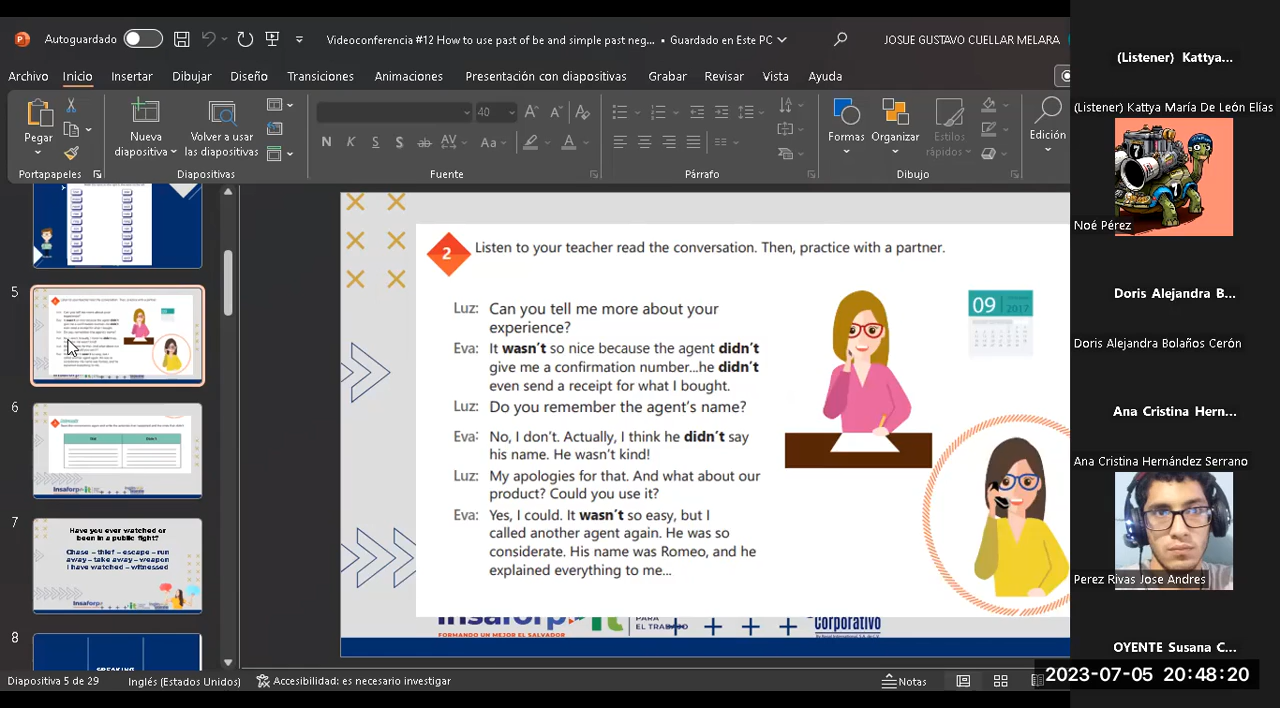 Autoguardado
Videoconferencia #12 How to use past of be and simple past neg... • Guardado en Este PC
JOSUE GUSTAVO CUELLAR MELARA
Archivo Inicio Insertar Dibujar Diseño Transiciones Animaciones Presentación con diapositivas Grabar Revisar Vista Ayuda
Pegar
Nueva diapositiva
Volver a usar las diapositivas
40
N K S S ab AV Aa A
Formas
Organizar
Estilos rápidos
Edición
Portapapeles Diapositivas Fuente Párrafo Dibujo
5
6
7
Have you ever watched or
been in a public fight?
Chase – thief – escape – run
away – take away – weapon
I have watched – witnessed
8
2
Listen to your teacher read the conversation. Then, practice with a partner.
Luz: Can you tell me more about your
experience?
Eva: It wasn't so nice because the agent didn't
give me a confirmation number...he didn't
even send a receipt for what I bought.
Luz: Do you remember the agent's name?
Eva: No, I don't. Actually, I think he didn't say
his name. He wasn't kind!
Luz: My apologies for that. And what about our
product? Could you use it?
Eva: Yes, I could. It wasn't so easy, but I
called another agent again. He was so
considerate. His name was Romeo, and he
explained everything to me...
09
2017
FORMANDO UN MEJOR EL SALVADOR
PARA
EL TRABAJO
Corporativo
Diapositiva 5 de 29
Inglés (Estados Unidos)
Accesibilidad: es necesario investigar
Notas
(Listener) Kattya...
(Listener) Kattya María De León Elías
Noé Pérez
Doris Alejandra B...
Doris Alejandra Bolaños Cerón
Ana Cristina Hern...
Ana Cristina Hernández Serrano
Perez Rivas Jose Andres
OYENTE Susana C...
2023-07-05 20:48:20